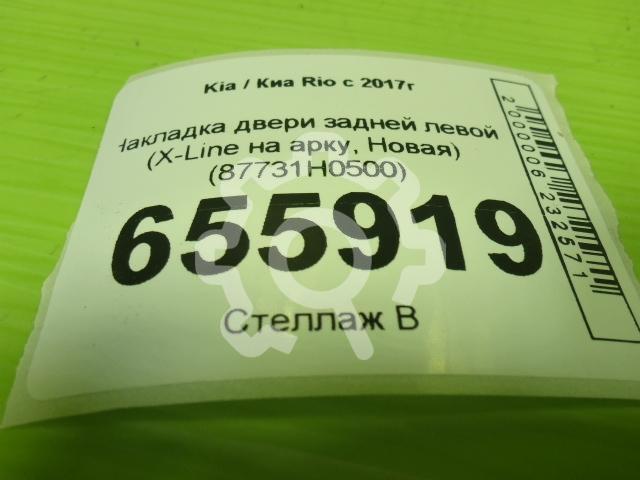 Kia / Киа Rio с 2017г
Накладка двери задней левой
(X-Line на арку, Новая)
(87731H0500)
655919
Стеллаж В
2000006232571